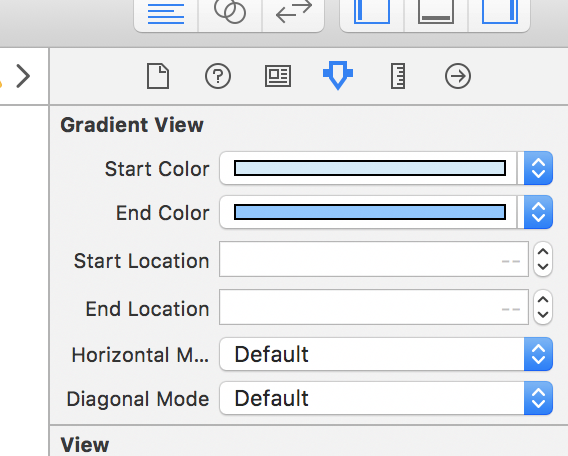 Gradient View
Start Color
End Color
Start Location --
End Location --
Horizontal M... Default
Diagonal Mode Default
View